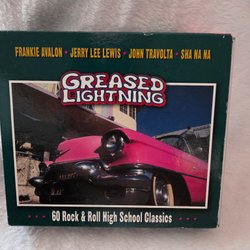 FRANKIE AVALON • JERRY LEE LEWIS • JOHN TRAVOLTA • SHA NA NA
GREASED
LIGHTNING
• • • 60 Rock & Roll High School Classics • • •